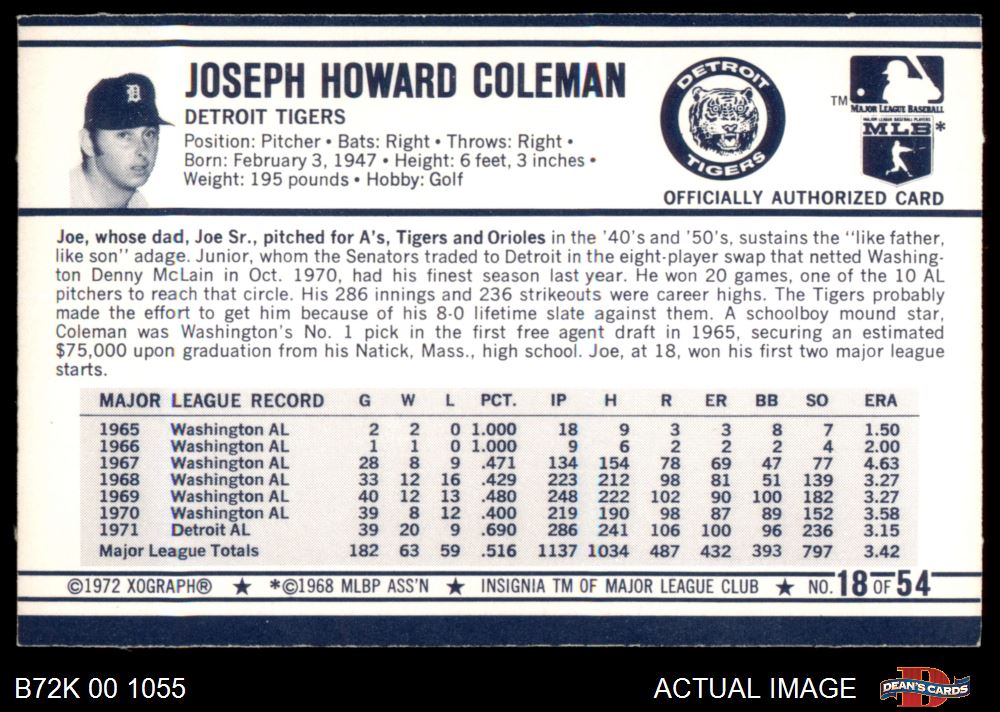 JOSEPH HOWARD COLEMAN
DETROIT TIGERS
Position: Pitcher • Bats: Right • Throws: Right •
Born: February 3, 1947 • Height: 6 feet, 3 inches •
Weight: 195 pounds • Hobby: Golf
DETROIT
TIGERS
TM
MAJOR LEAGUE BASEBALL
MAJOR LEAGUE BASEBALL PLAYERS
MLB*
OFFICIALLY AUTHORIZED CARD
Joe, whose dad, Joe Sr., pitched for A's, Tigers and Orioles in the '40's and '50's, sustains the "like father,
like son" adage. Junior, whom the Senators traded to Detroit in the eight-player swap that netted Washing-
ton Denny McLain in Oct. 1970, had his finest season last year. He won 20 games, one of the 10 AL
pitchers to reach that circle. His 286 innings and 236 strikeouts were career highs. The Tigers probably
made the effort to get him because of his 8-0 lifetime slate against them. A schoolboy mound star,
Coleman was Washington's No. 1 pick in the first free agent draft in 1965, securing an estimated
$75,000 upon graduation from his Natick, Mass., high school. Joe, at 18, won his first two major league
starts.
MAJOR LEAGUE RECORD G W L PCT. IP H R ER BB SO ERA
1965 Washington AL 2 2 0 1.000 18 9 3 3 8 7 1.50
1966 Washington AL 1 1 0 1.000 9 6 2 2 2 4 2.00
1967 Washington AL 28 8 9 .471 134 154 78 69 47 77 4.63
1968 Washington AL 33 12 16 .429 223 212 98 81 51 139 3.27
1969 Washington AL 40 12 13 .480 248 222 102 90 100 182 3.27
1970 Washington AL 39 8 12 .400 219 190 98 87 89 152 3.58
1971 Detroit AL 39 20 9 .690 286 241 106 100 96 236 3.15
Major League Totals 182 63 59 .516 1137 1034 487 432 393 797 3.42
©1972 XOGRAPH® ★ *©1968 MLBP ASS'N ★ INSIGNIA TM OF MAJOR LEAGUE CLUB ★ NO. 18 OF 54
B72K 00 1055
ACTUAL IMAGE
DEAN'S CARDS